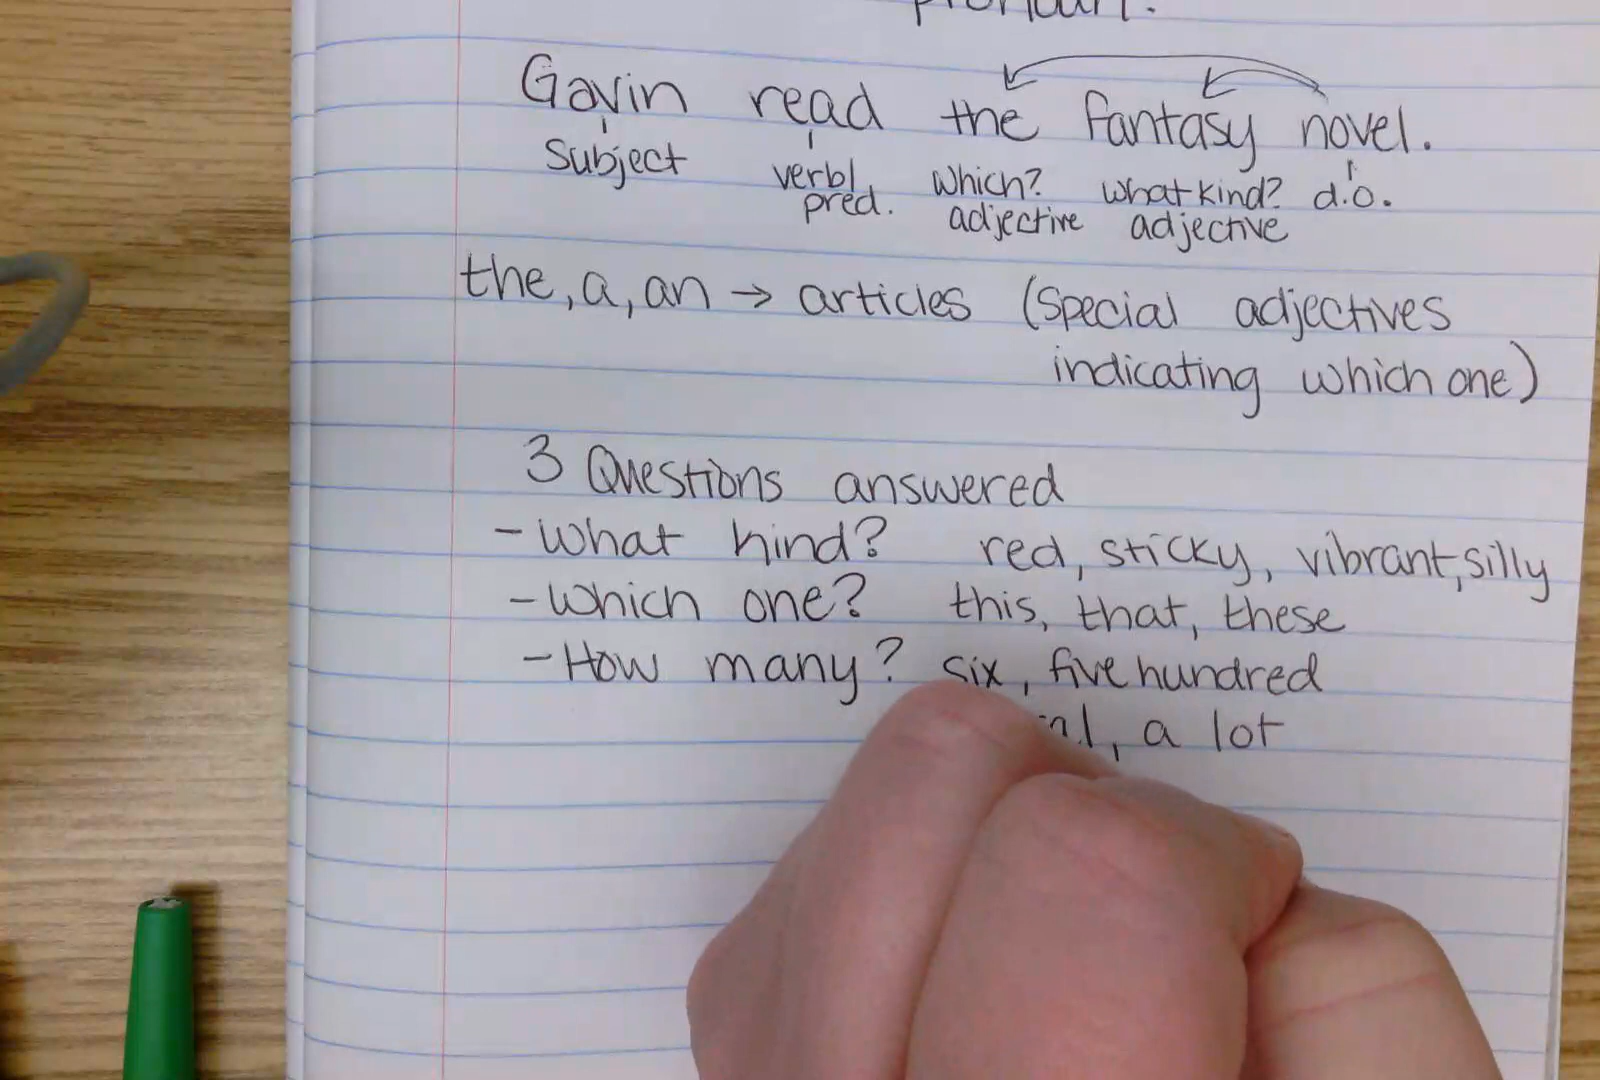 pronoun.
Gavin read the fantasy novel.
subject verb/ which? what kind? d.o.
pred. adjective adjective
the, a, an → articles (special adjectives
indicating which one)
3 Questions answered
- What kind? red, sticky, vibrant, silly
- Which one? this, that, these
- How many? six, five hundred
a lot